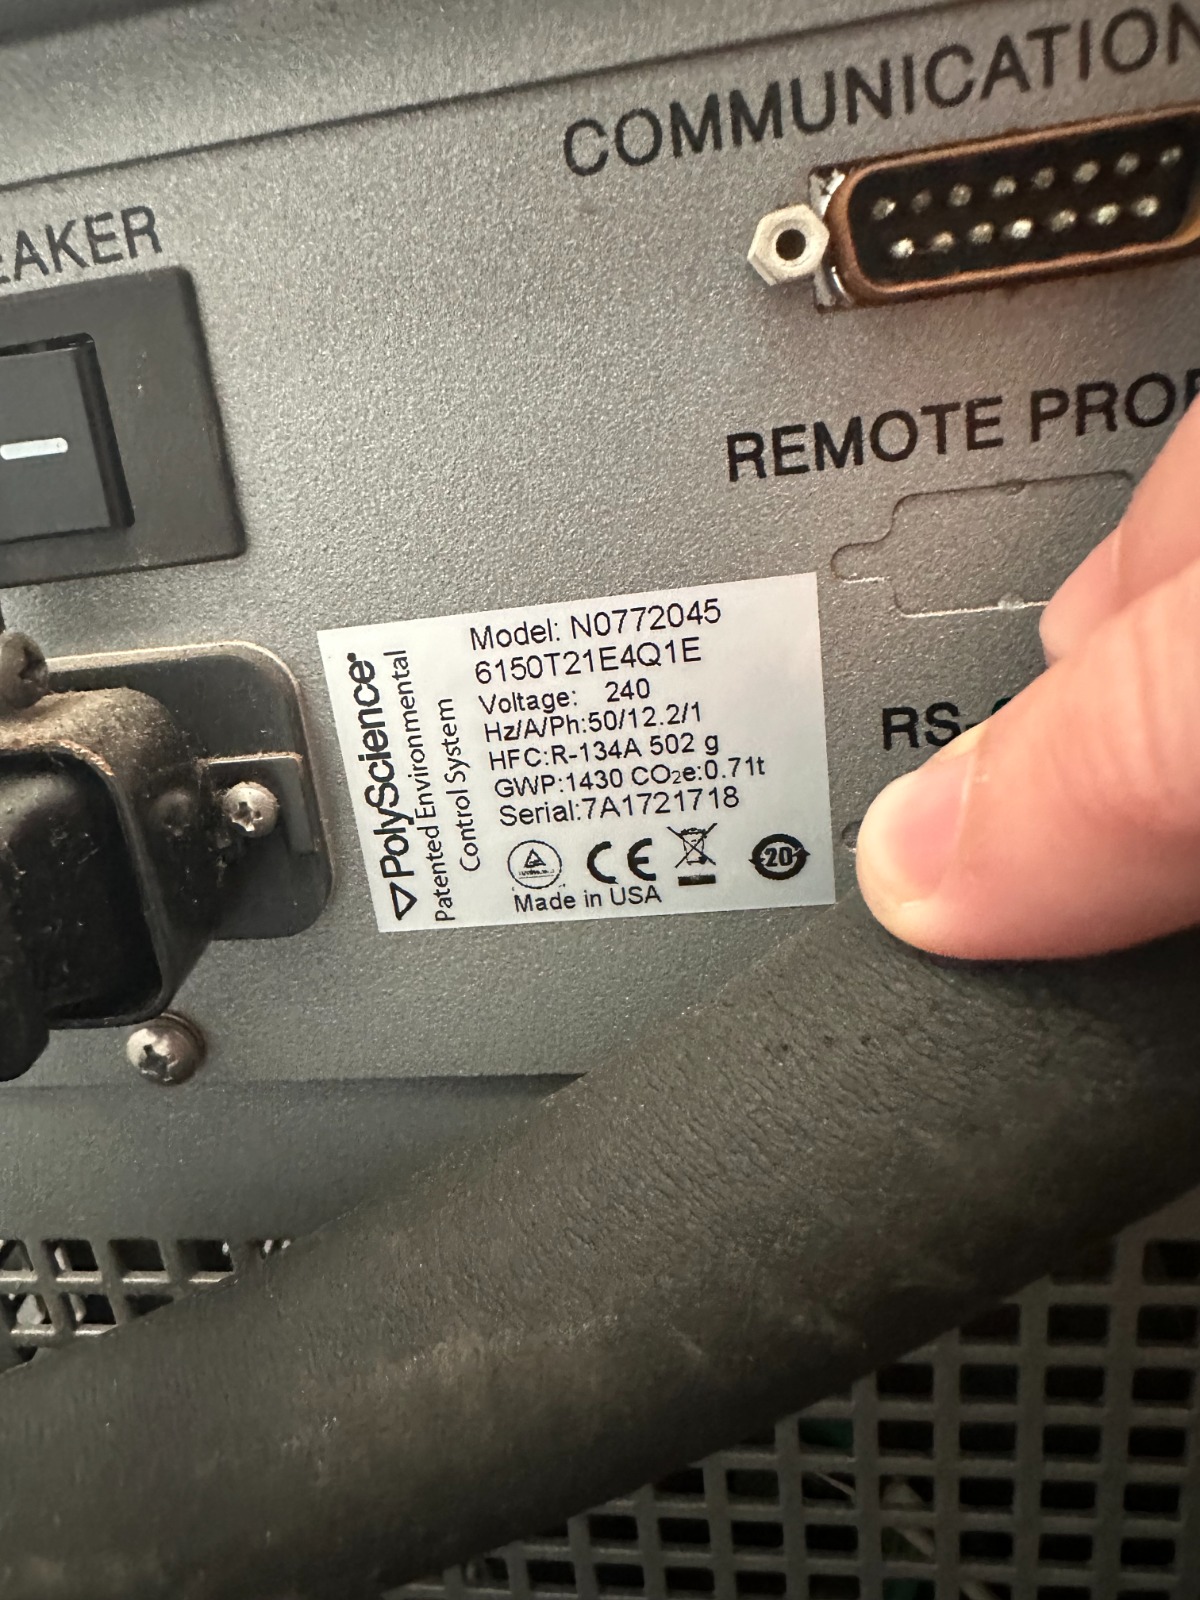 COMMUNICATION
EAKER
REMOTE PROB
RS-
PolyScience
Patented Environmental
Control System
Model: N0772045
6150T21E4Q1E
Voltage: 240
Hz/A/Ph:50/12.2/1
HFC:R-134A 502 g
GWP:1430 CO₂e:0.71t
Serial:7A1721718
CE
20
Made in USA